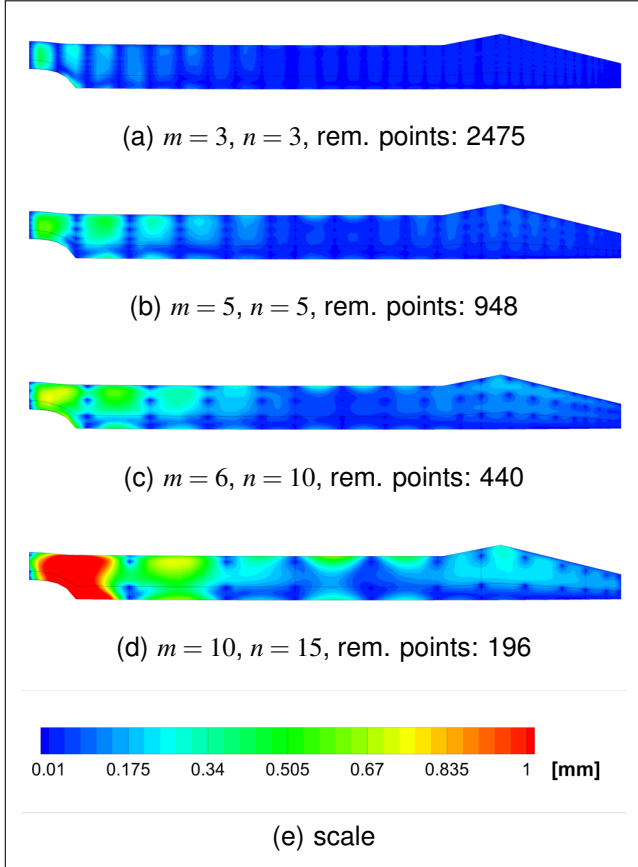 (a) m = 3, n = 3, rem. points: 2475
(b) m = 5, n = 5, rem. points: 948
(c) m = 6, n = 10, rem. points: 440
(d) m = 10, n = 15, rem. points: 196
0.01 0.175 0.34 0.505 0.67 0.835 1 [mm]
(e) scale